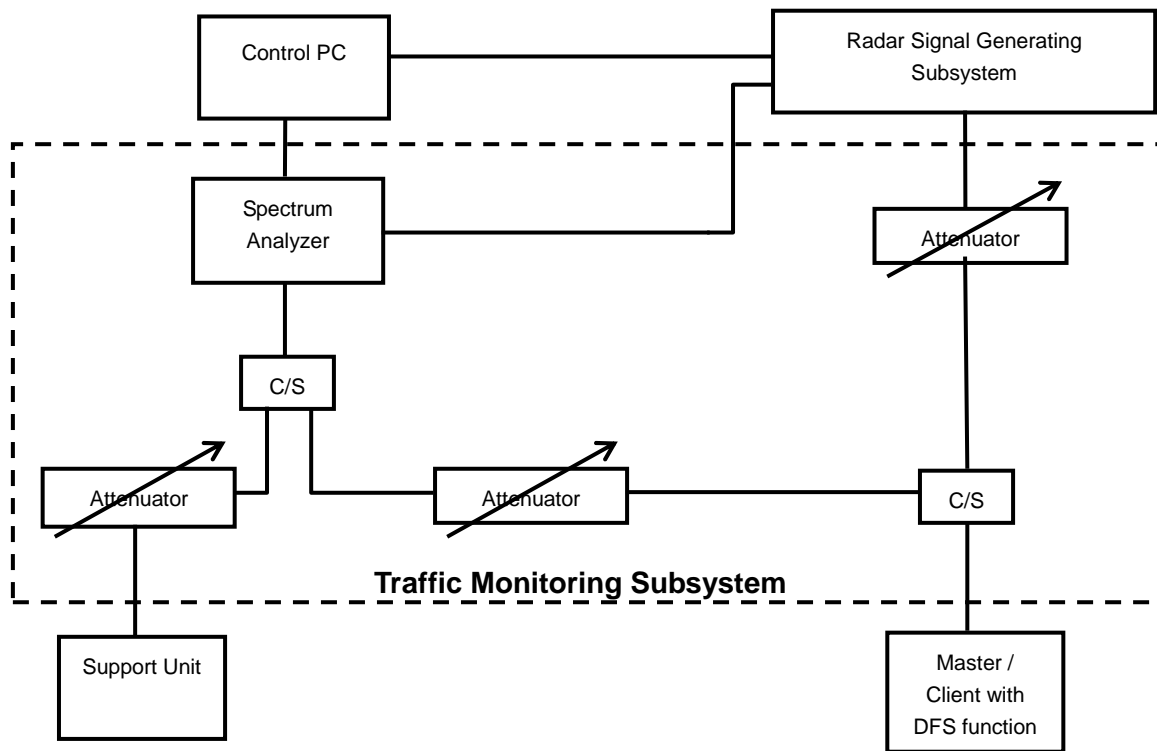 Control PC
Radar Signal Generating
Subsystem
Spectrum
Analyzer
Attenuator
C/S
Attenuator
Attenuator
C/S
Traffic Monitoring Subsystem
Support Unit
Master /
Client with
DFS function